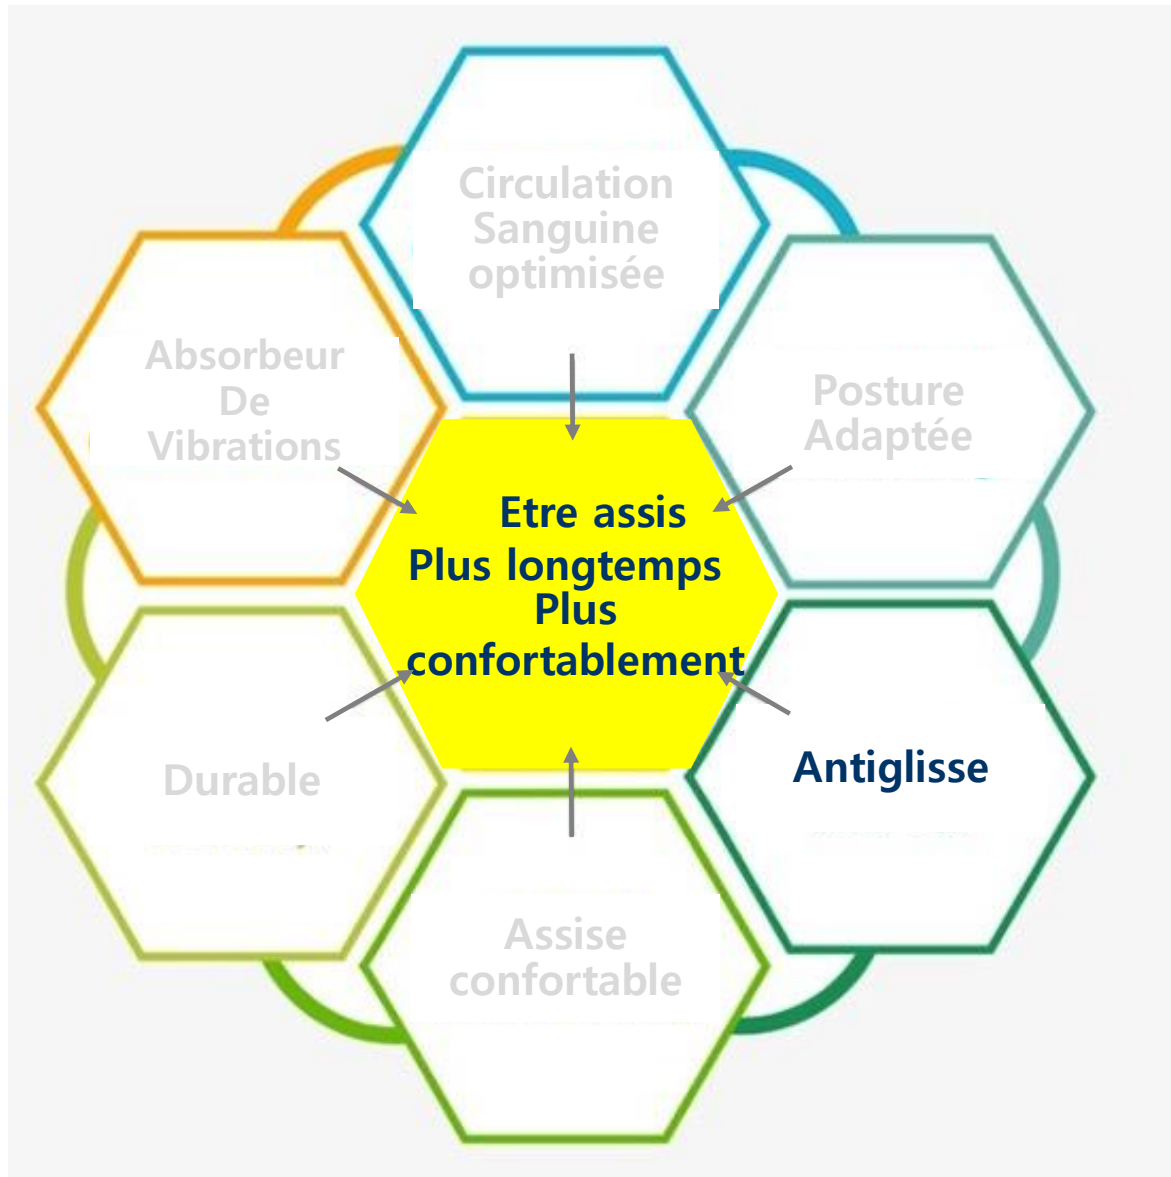 Circulation
Sanguine
optimisée
Absorbeur
De
Vibrations
Posture
Adaptée
Etre assis
Plus longtemps
Plus
confortablement
Durable
Antiglisse
Assise
confortable